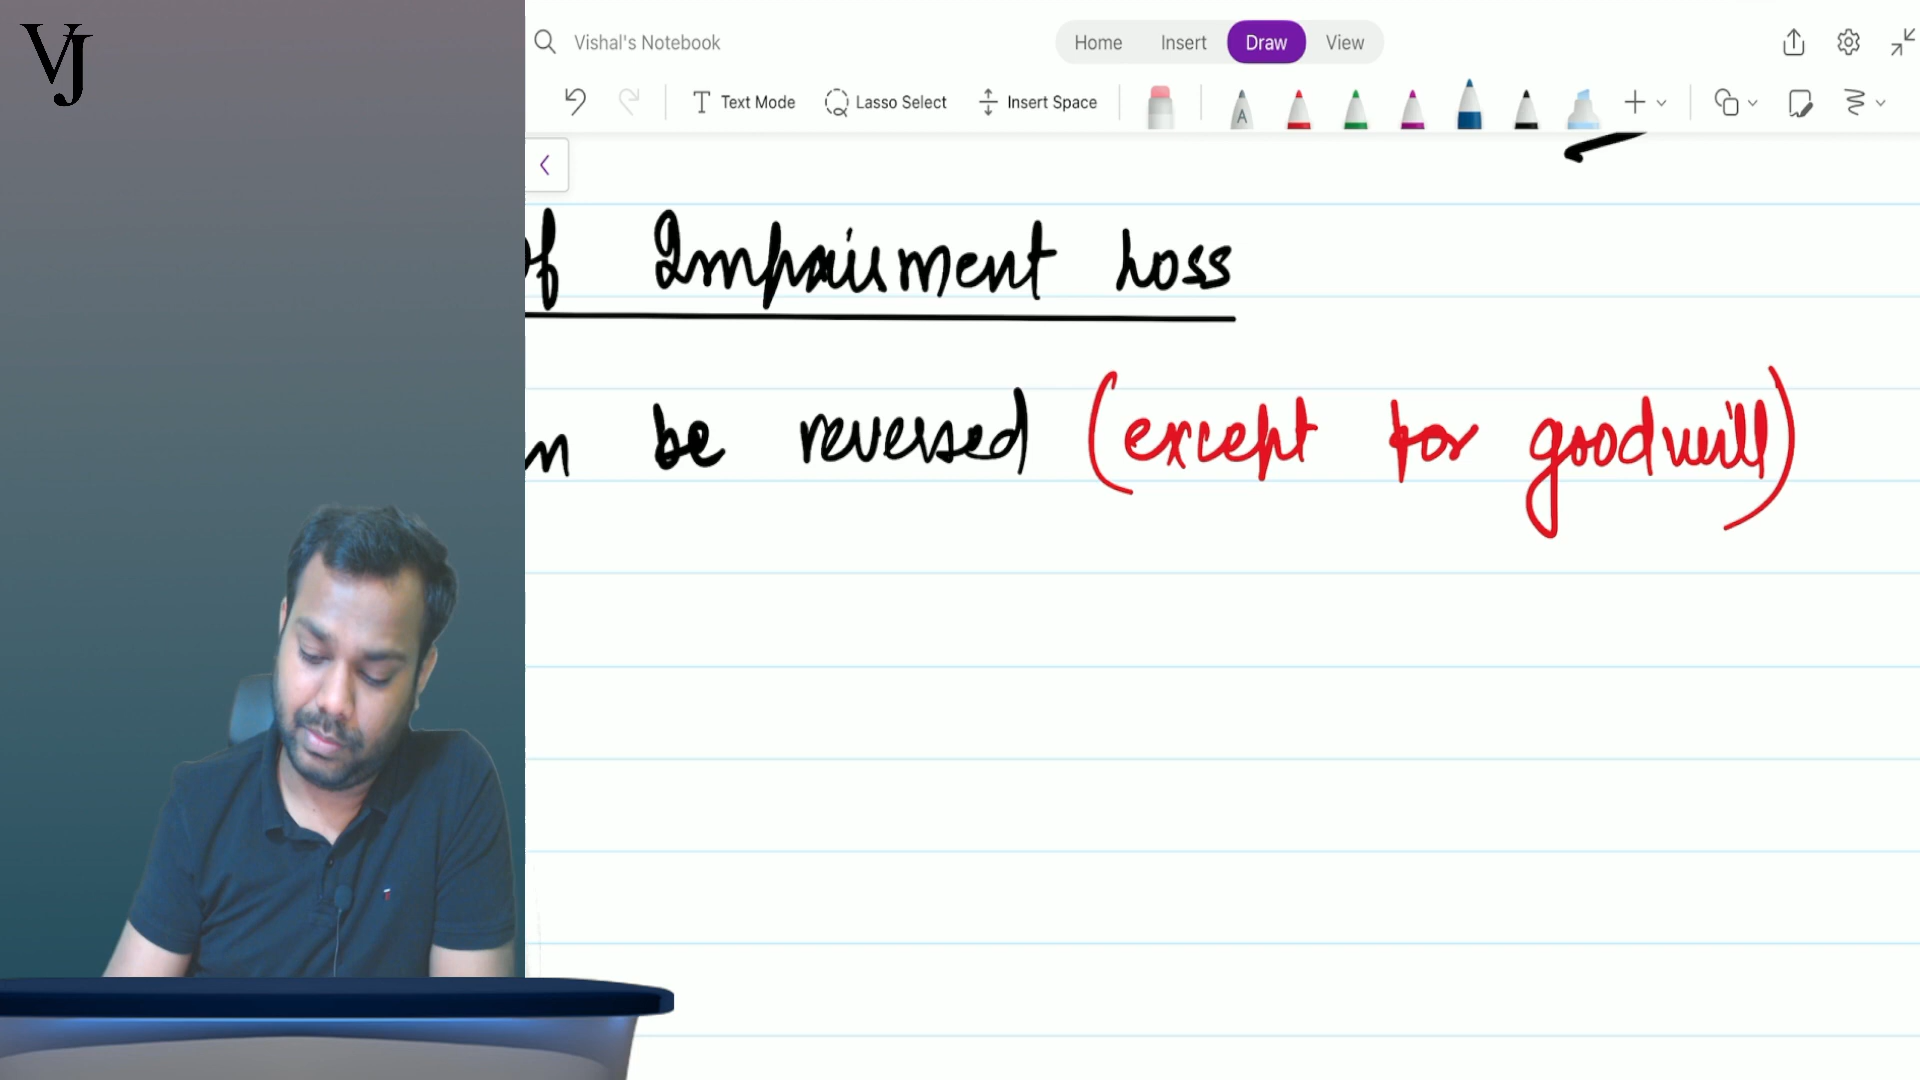 VJ
Vishal's Notebook
Home Insert Draw View
Text Mode Lasso Select Insert Space
A
of Impairment Loss
n be reversed (except for goodwill)